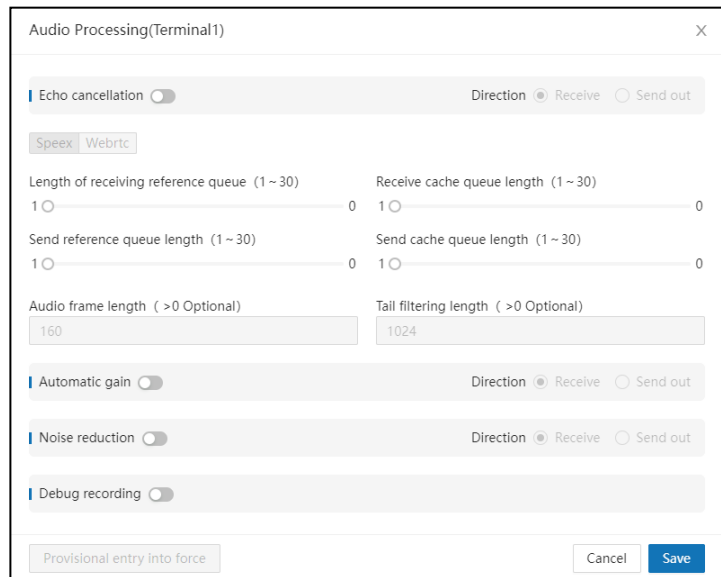 Audio Processing(Terminal1) X
Echo cancellation Direction Receive Send out
Speex Webrtc
Length of receiving reference queue (1~30) Receive cache queue length (1~30)
1 0 1 0
Send reference queue length (1~30) Send cache queue length (1~30)
1 0 1 0
Audio frame length ( >0 Optional) Tail filtering length ( >0 Optional)
160 1024
Automatic gain Direction Receive Send out
Noise reduction Direction Receive Send out
Debug recording
Provisional entry into force Cancel Save